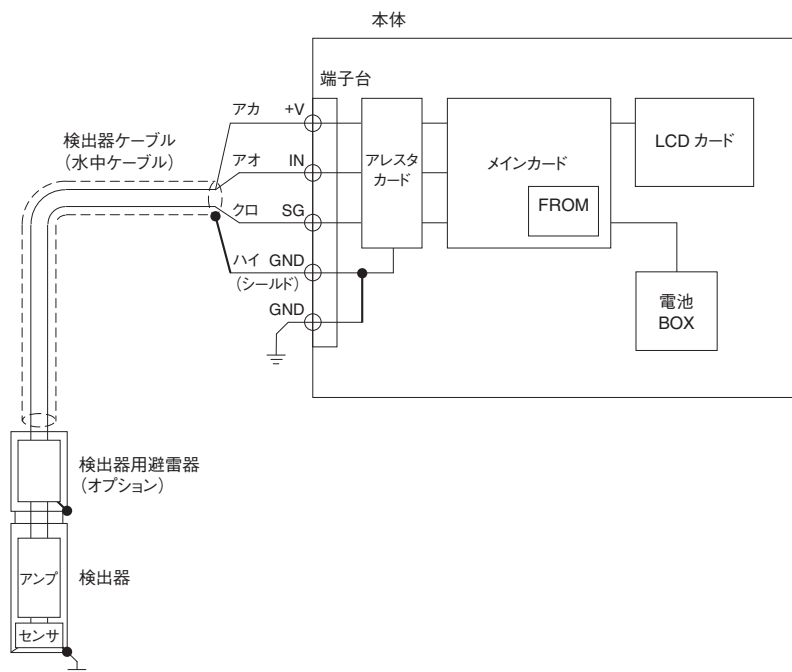 本体
端子台
アカ +V
アオ IN
クロ SG
ハイ GND
(シールド)
GND
検出器ケーブル
(水中ケーブル)
アレスタ
カード
メインカード
FROM
LCD カード
電池
BOX
検出器用避雷器
(オプション)
アンプ
検出器
センサ